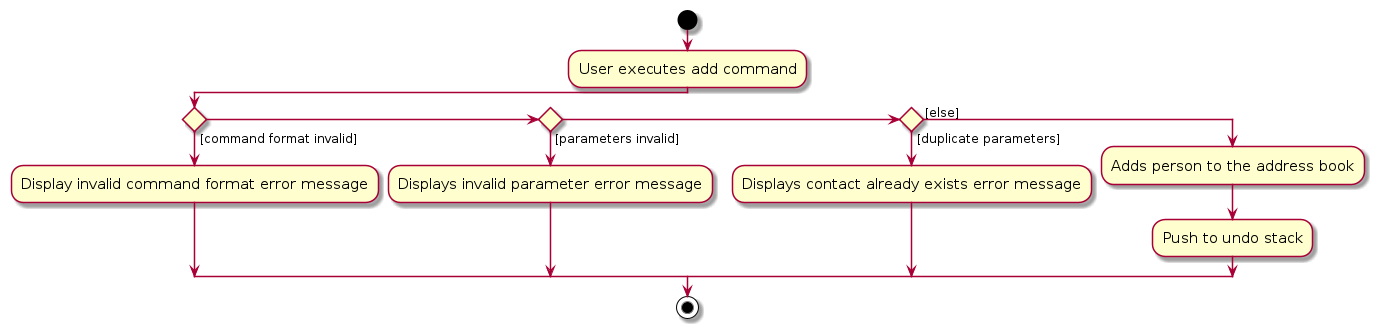 User executes add command
[else]
[command format invalid]
[parameters invalid]
[duplicate parameters]
Adds person to the address book
Display invalid command format error message
Displays invalid parameter error message
Displays contact already exists error message
Push to undo stack